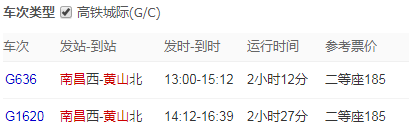 车次类型 高铁城际(G/C)
车次 发站-到站 发时-到时 运行时间 参考票价
G636 南昌西-黄山北 13:00-15:12 2小时12分 二等座185
G1620 南昌西-黄山北 14:12-16:39 2小时27分 二等座185